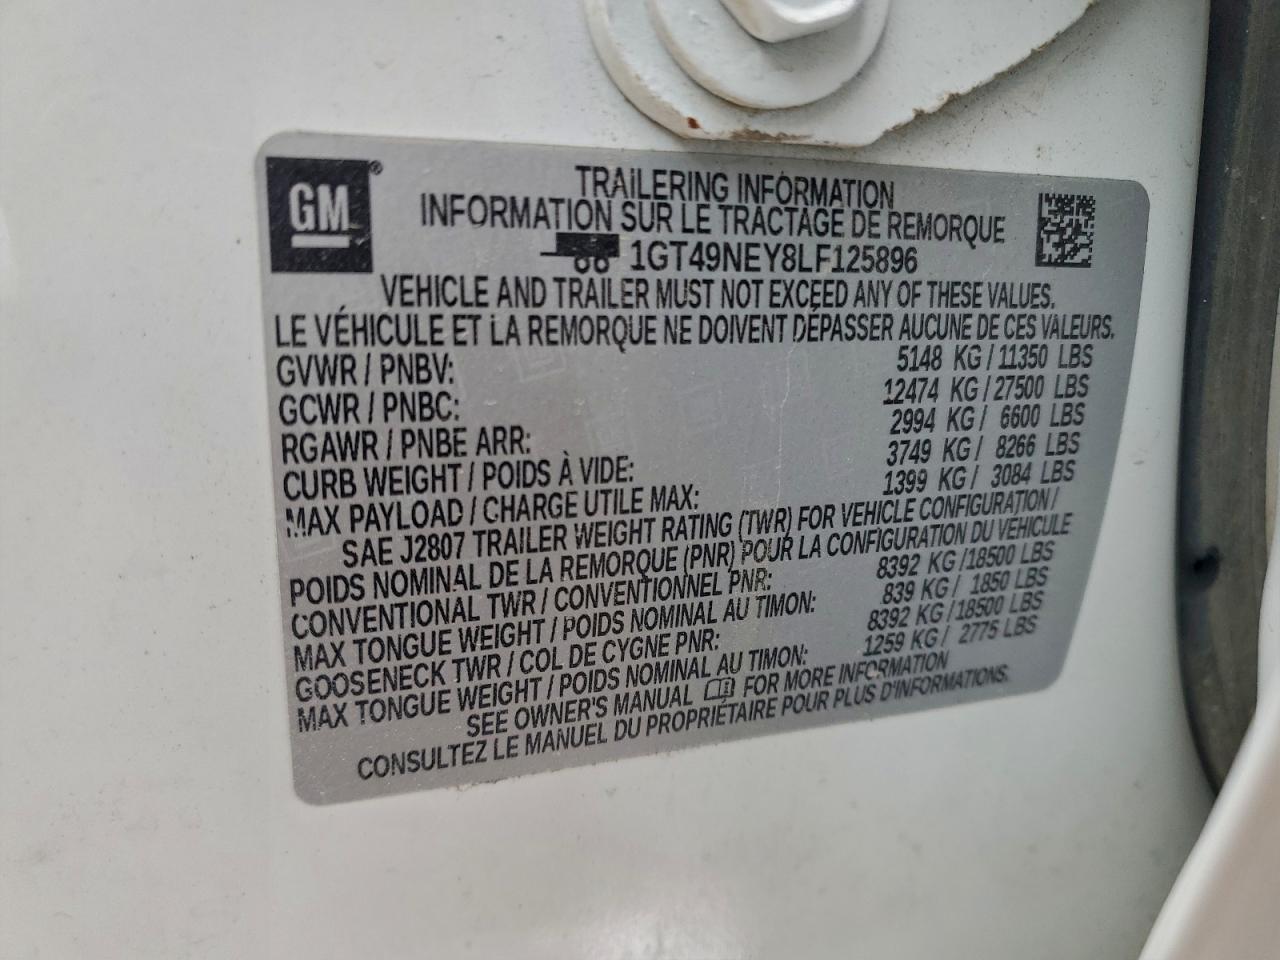 GM®
TRAILERING INFORMATION
INFORMATION SUR LE TRACTAGE DE REMORQUE
1GT49NEY8LF125896
VEHICLE AND TRAILER MUST NOT EXCEED ANY OF THESE VALUES.
LE VÉHICULE ET LA REMORQUE NE DOIVENT DÉPASSER AUCUNE DE CES VALEURS.
GVWR / PNBV: 5148 KG/11350 LBS
GCWR / PNBC: 12474 KG/27500 LBS
RGAWR / PNBE ARR: 2994 KG/ 6600 LBS
CURB WEIGHT / POIDS À VIDE: 3749 KG/ 8266 LBS
MAX PAYLOAD / CHARGE UTILE MAX: 1399 KG/ 3084 LBS
SAE J2807 TRAILER WEIGHT RATING (TWR) FOR VEHICLE CONFIGURATION /
POIDS NOMINAL DE LA REMORQUE (PNR) POUR LA CONFIGURATION DU VÉHICULE
CONVENTIONAL TWR / CONVENTIONNEL PNR: 8392 KG/18500 LBS
MAX TONGUE WEIGHT / POIDS NOMINAL AU TIMON: 839 KG/ 1850 LBS
GOOSENECK TWR / COL DE CYGNE PNR: 8392 KG/18500 LBS
MAX TONGUE WEIGHT / POIDS NOMINAL AU TIMON: 1259 KG/ 2775 LBS
SEE OWNER'S MANUAL FOR MORE INFORMATION
CONSULTEZ LE MANUEL DU PROPRIÉTAIRE POUR PLUS D'INFORMATIONS.